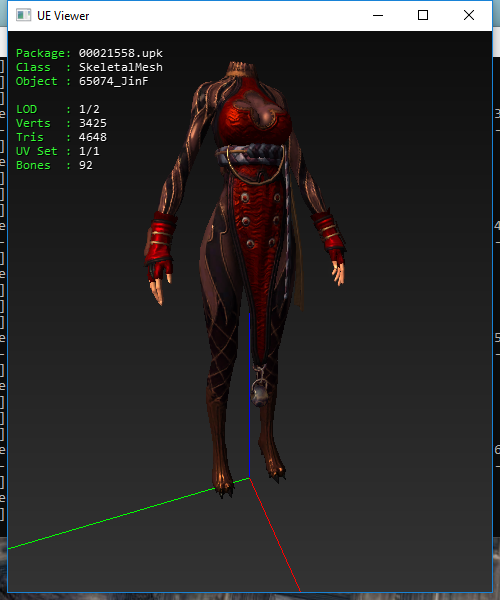 UE Viewer
Package: 00021558.upk
Class : SkeletalMesh
Object : 65074_JinF
LOD : 1/2
Verts : 3425
Tris : 4648
UV Set : 1/1
Bones : 92